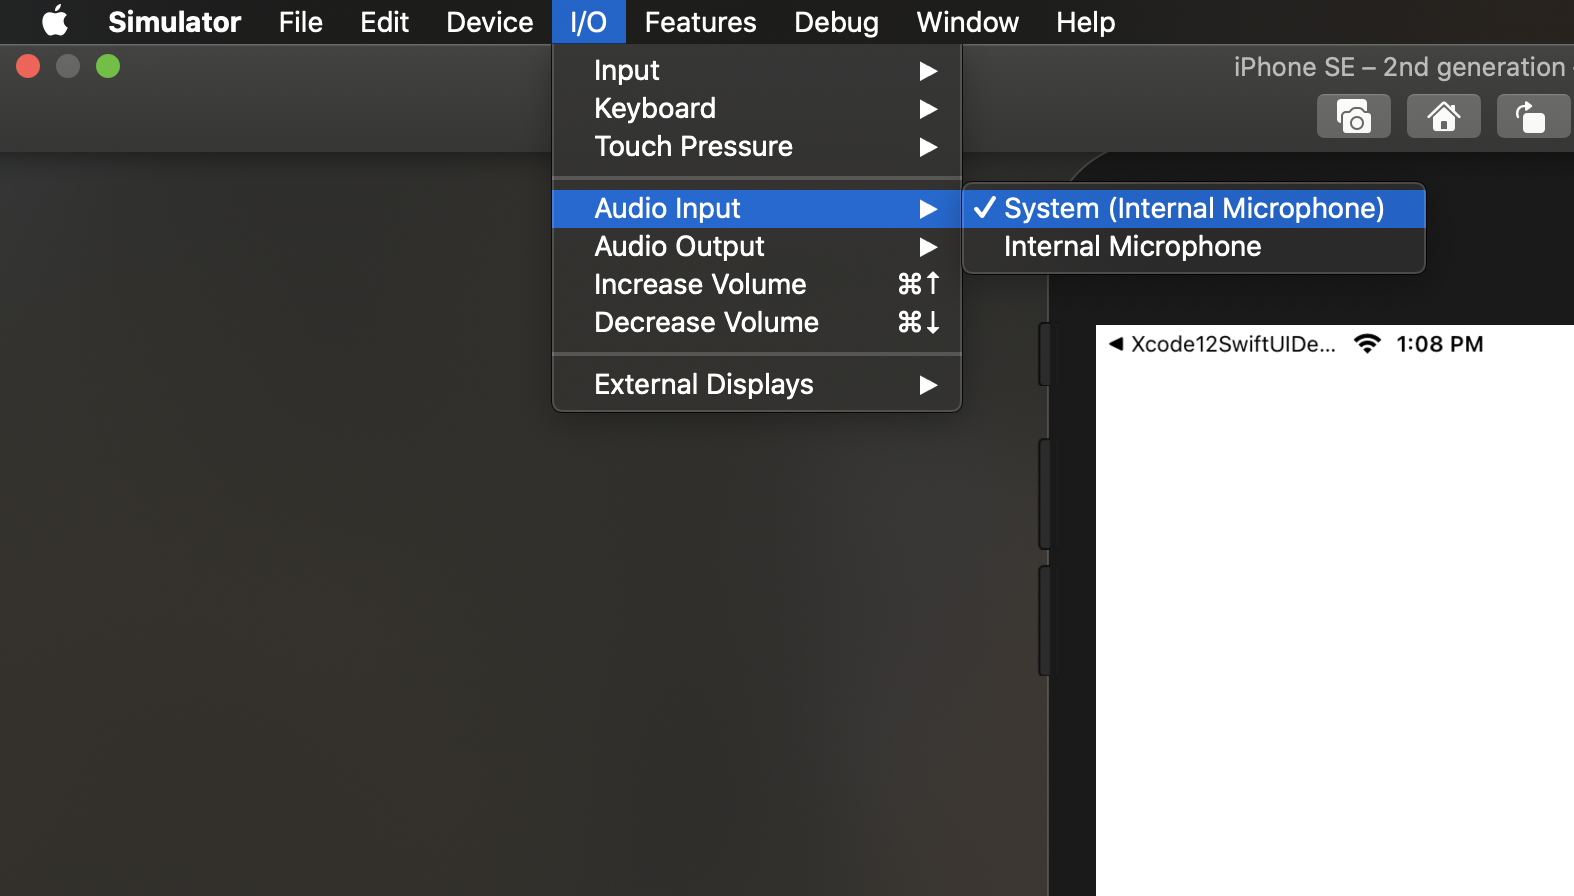 Simulator File Edit Device I/O Features Debug Window Help
iPhone SE – 2nd generation
Input
Keyboard
Touch Pressure
Audio Input
System (Internal Microphone)
Audio Output
Internal Microphone
Increase Volume ⌘↑
Decrease Volume ⌘↓
Xcode12SwiftUIDe... 1:08 PM
External Displays